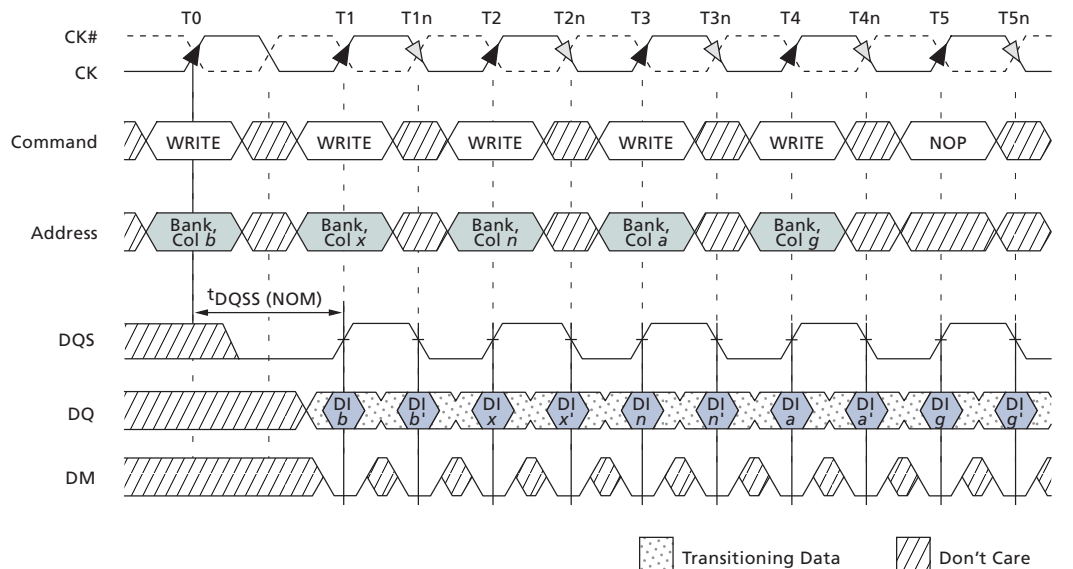 T0 T1 T1n T2 T2n T3 T3n T4 T4n T5 T5n
CK#
CK
Command WRITE WRITE WRITE WRITE WRITE NOP
Address Bank, Bank, Bank, Bank, Bank,
Col b Col x Col n Col a Col g
tDQSS (NOM)
DQS
DQ DI DI DI DI DI DI DI DI DI DI
b b' x x' n n' a a' g g'
DM
Transitioning Data Don't Care